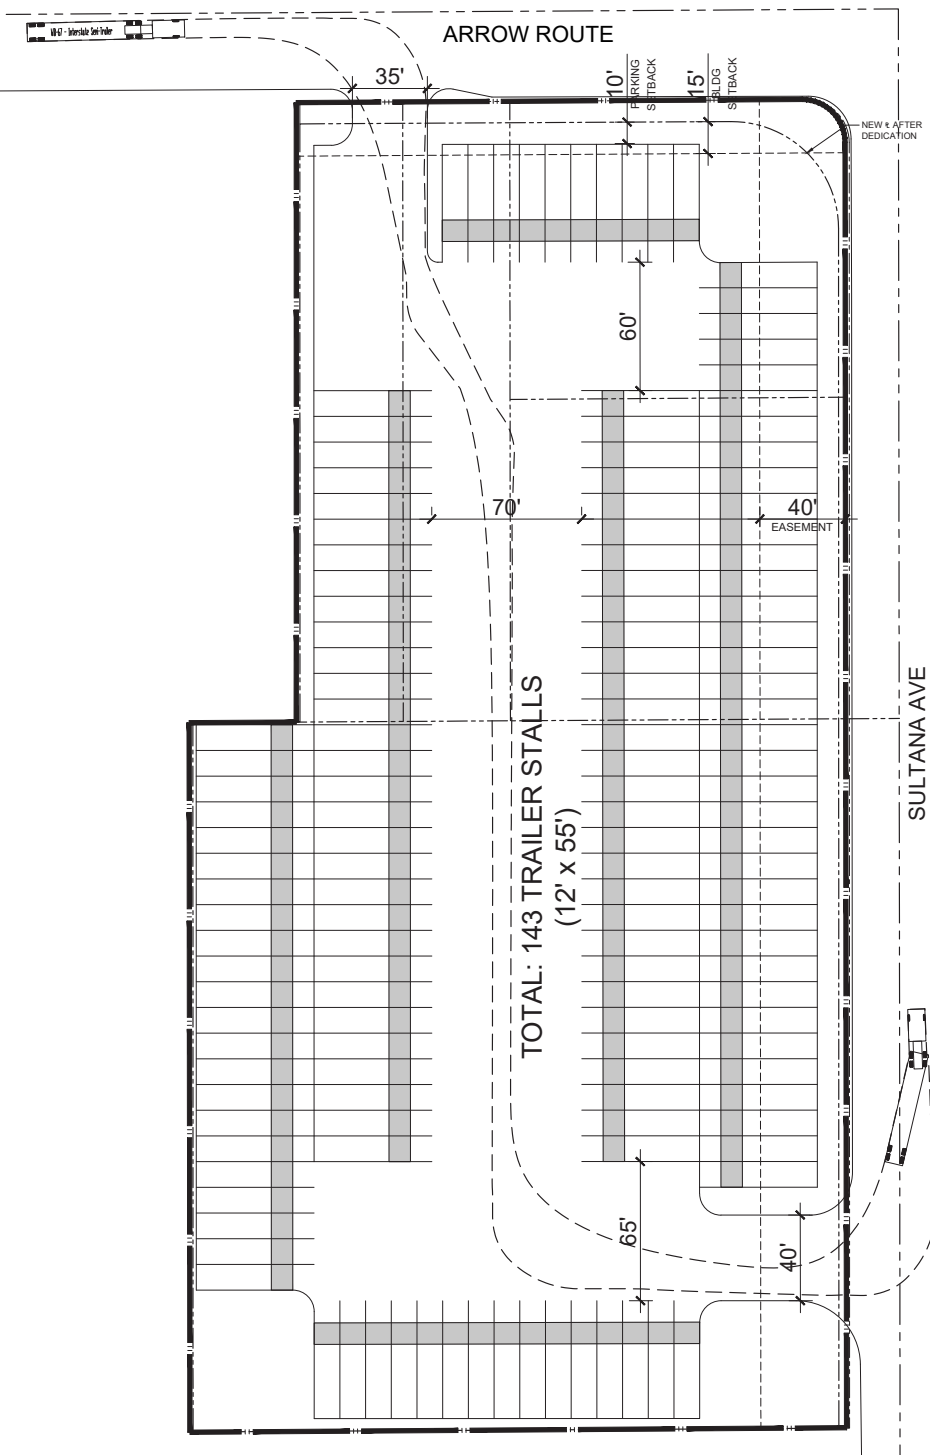 WB-67 - Interstate Semi-Trailer
ARROW ROUTE
35'
10'
PARKING
SETBACK
15'
BLDG
SETBACK
NEW ℄ AFTER
DEDICATION
60'
70'
40'
EASEMENT
SULTANA AVE
TOTAL: 143 TRAILER STALLS
(12' x 55')
65'
40'